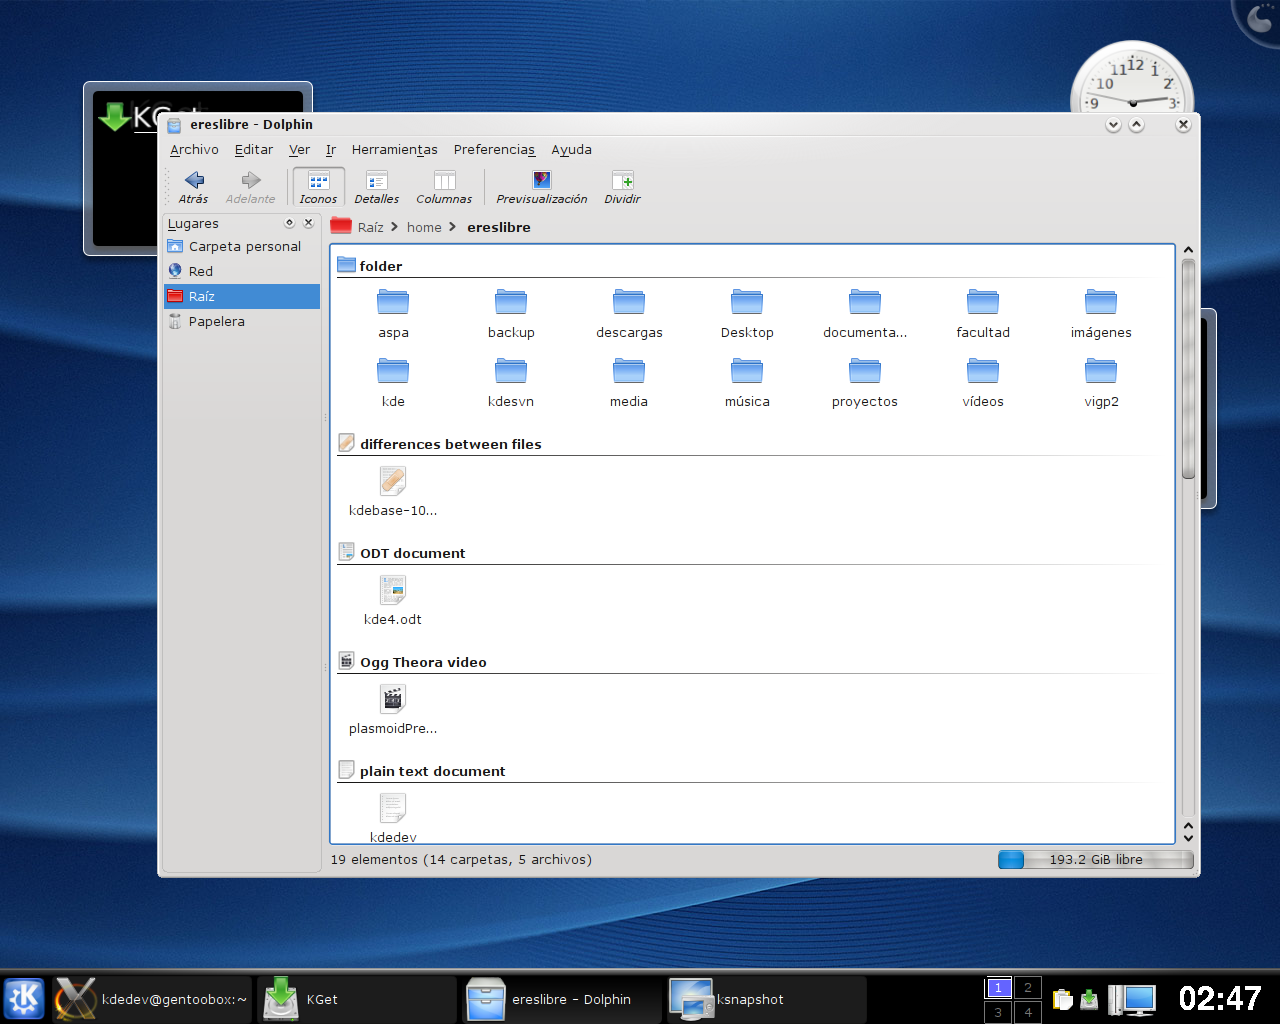 KGet
11 12 1
10 2
9 3
ereslibre - Dolphin
Archivo Editar Ver Ir Herramientas Preferencias Ayuda
Atrás Adelante Iconos Detalles Columnas Previsualización Dividir
Lugares
Carpeta personal
Red
Raíz
Papelera
Raíz > home > ereslibre
folder
aspa backup descargas Desktop documenta... facultad imágenes
kde kdesvn media música proyectos vídeos vigp2
differences between files
kdebase-10...
ODT document
kde4.odt
Ogg Theora video
plasmoidPre...
plain text document
kdedev
19 elementos (14 carpetas, 5 archivos)
193.2 GiB libre
kdedev@gentoobox:~
KGet
ereslibre - Dolphin
ksnapshot
1 2
3 4
02:47